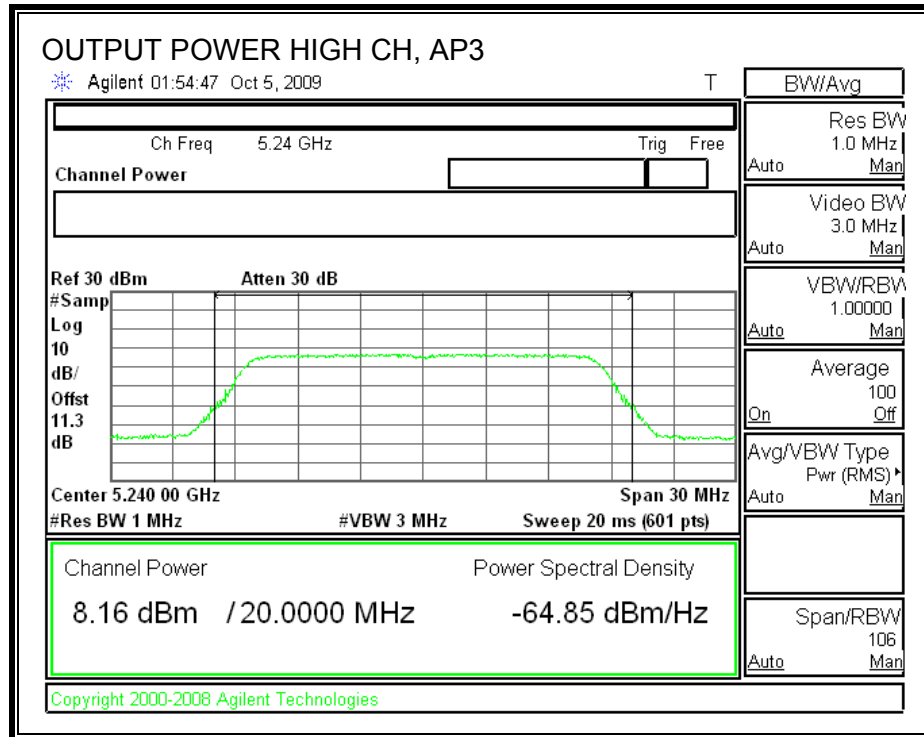 OUTPUT POWER HIGH CH, AP3
Agilent 01:54:47 Oct 5, 2009 T
BW/Avg
Ch Freq 5.24 GHz Trig Free
Channel Power
Res BW
1.0 MHz
Auto Man
Video BW
3.0 MHz
Auto Man
VBW/RBW
1.00000
Auto Man
Average
100
On Off
Avg/VBW Type
Pwr (RMS)
Auto Man
Span/RBW
106
Auto Man
Ref 30 dBm Atten 30 dB
#Samp
Log
10
dB/
Offst
11.3
dB
Center 5.240 00 GHz Span 30 MHz
#Res BW 1 MHz #VBW 3 MHz Sweep 20 ms (601 pts)
Channel Power Power Spectral Density
8.16 dBm / 20.0000 MHz -64.85 dBm/Hz
Copyright 2000-2008 Agilent Technologies